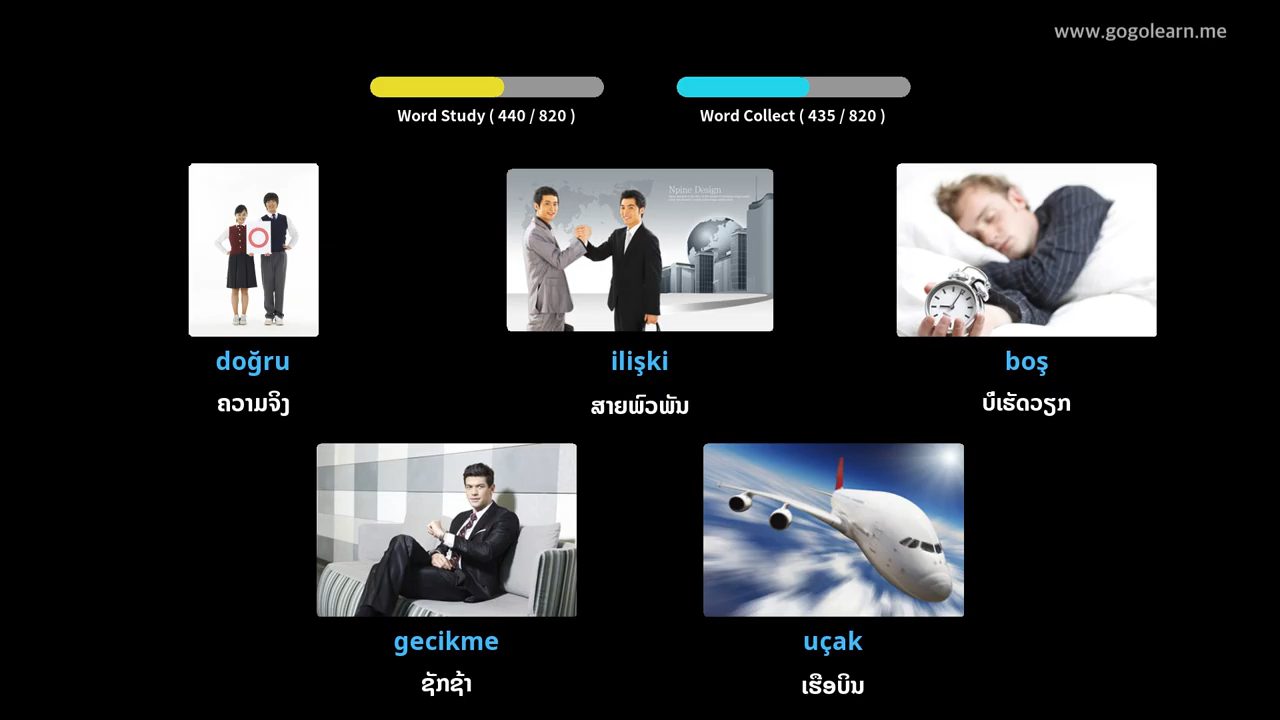 www.gogolearn.me
Word Study ( 440 / 820 )
Word Collect ( 435 / 820 )
Npine Design
doğru
ilişki
boş
ຄວາມຈິງ
ສາຍພົວພັນ
ບໍ່ເຮັດວຽກ
gecikme
uçak
ຊັກຊ້າ
ເຮືອບິນ